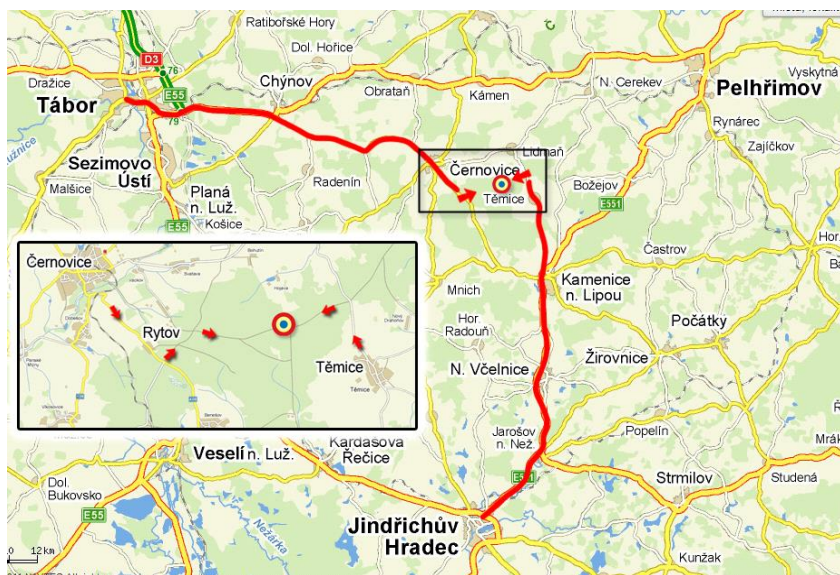 Ratibořské Hory
Dol. Hořice
D3
76
Dražice
Chýnov
Obrataň
Kámen
N. Cerekev
Vyskytná
Pelhřimov
Tábor
E55
79
Rynárec
Zajíčkov
Sezimovo
Ústí
Lidmaň
Černovice
Těmice
Malšice
Planá
n. Luž.
Radenín
Božejov
Košice
E551
E55
Častrov
Černovice
Rytov
Těmice
Těmice
Mnich
Kamenice
n. Lipou
Hor.
Radouň
Počátky
Žirovnice
N. Včelnice
Jarošov
n. Než.
Popelín
Veselí n. Luž.
Kardašova
Řečice
Dol.
Bukovsko
E55
Nežárka
Strmilov
Studená
Jindřichův
Hradec
Kunžak
12 km